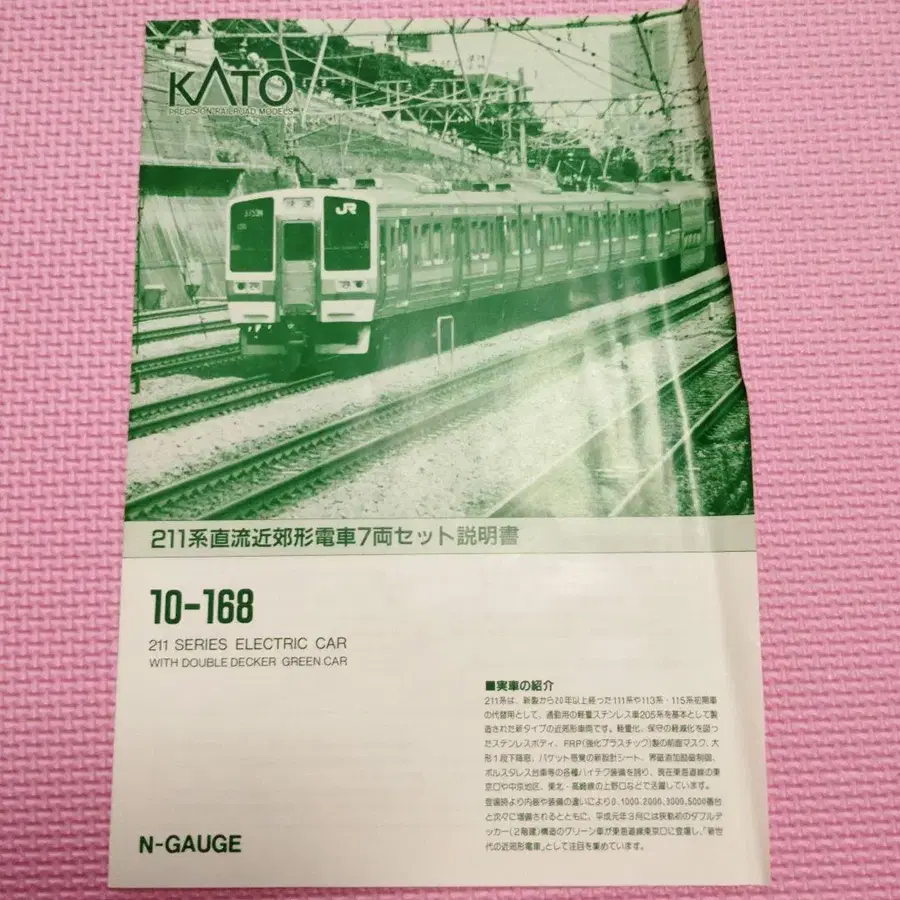 KATO
PRECISION RAILROAD MODELS
JR
211系直流近郊形電車7両セット説明書
10-168
211 SERIES ELECTRIC CAR
WITH DOUBLE DECKER GREEN CAR
■実車の紹介
211系は、新製から20年以上経った111系や113系・115系初期車
の代替用として、通勤用の軽量ステンレス車205系を基本として製
造された新タイプの近郊形車両です。軽量化、保守の軽減化を図っ
たステンレスボディ、FRP(強化プラスチック)製の前面マスク、大
形1段下降窓、バケット感覚の新設計シート、界磁添加励磁制御、
ボルスタレス台車等の各種ハイテク装備を誇り、現在東海道線の東
京口や中京地区、東北・高崎線の上野口などで活躍しています。
登場時より内装や装備の違いにより0,1000,2000,3000,5000番台
と次々に増備されるとともに、平成元年3月には狭軌初のダブルデ
ッカー(2階建)構造のグリーン車が東海道線東京口に登場し、「新世
代の近郊形電車」として注目を集めています。
N-GAUGE